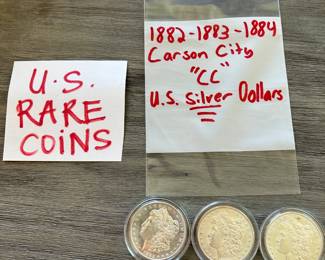 U.S.
RARE
COINS
1882-1883-1884
Carson City
"CC"
U.S. Silver Dollars